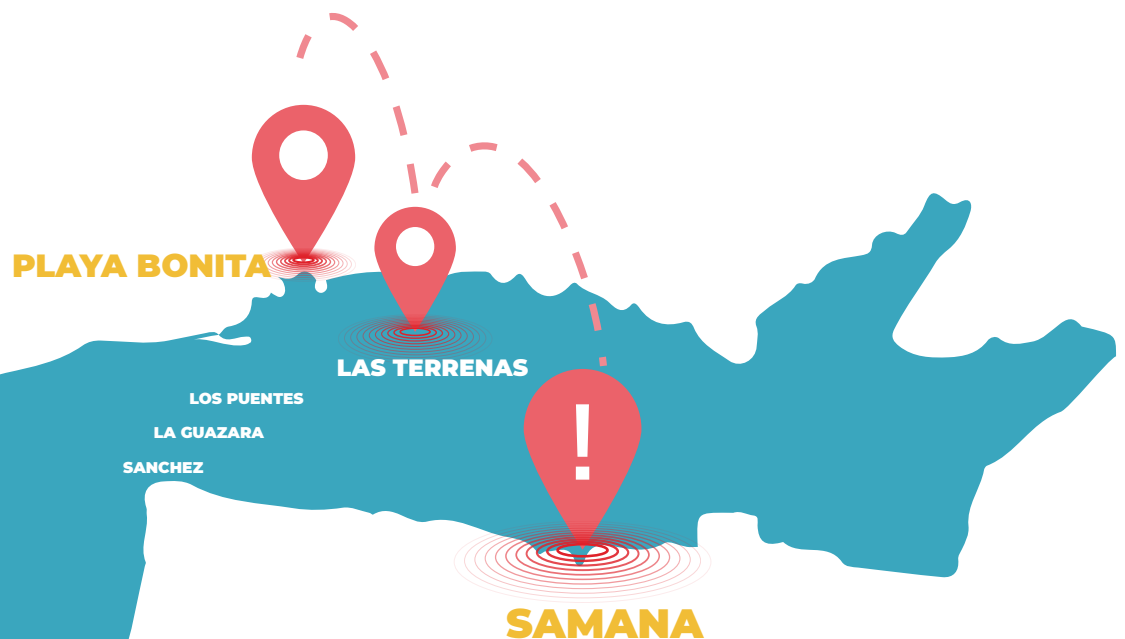 PLAYA BONITA
LAS TERRENAS
LOS PUENTES
LA GUAZARA
SANCHEZ
!
SAMANA